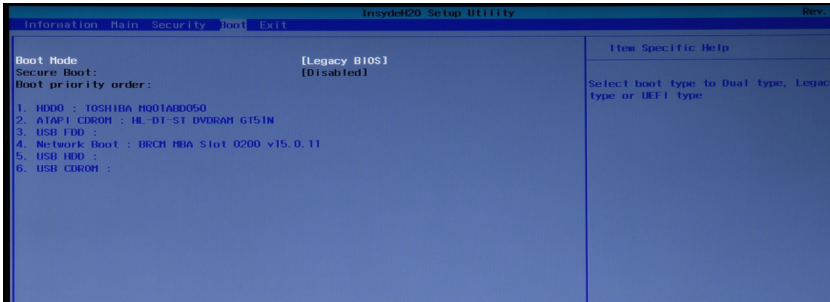 InsydeH20 Setup Utility Rev.
Information Main Security Boot Exit
Item Specific Help
Boot Mode [Legacy BIOS]
Secure Boot: [Disabled]
Boot priority order:
Select boot type to Dual type, Legac
type or UEFI type
1. HDD0 : TOSHIBA MQ01ABD050
2. ATAPI CDROM : HL-DT-ST DVDRAM GT51N
3. USB FDD :
4. Network Boot : BRCM MBA Slot 0200 v15.0.11
5. USB HDD :
6. USB CDROM :